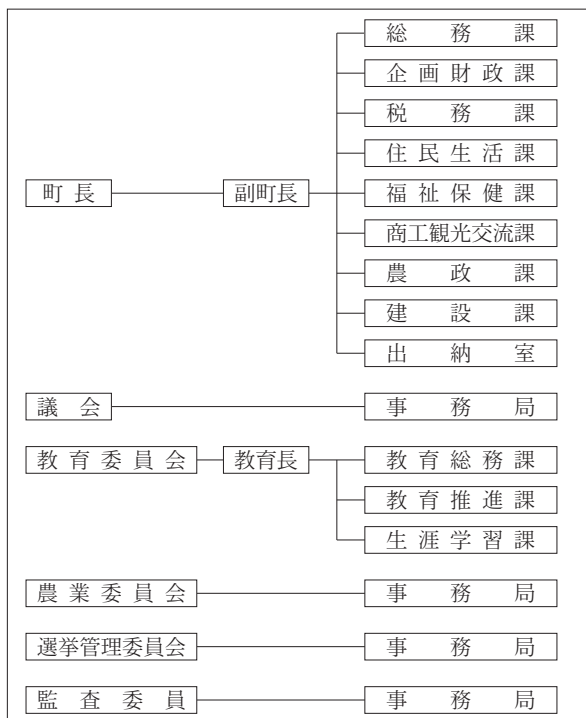 総務課
企画財政課
税務課
住民生活課
町長 副町長 福祉保健課
商工観光交流課
農政課
建設課
出納室
議会 事務局
教育委員会 教育長 教育総務課
教育推進課
生涯学習課
農業委員会 事務局
選挙管理委員会 事務局
監査委員 事務局